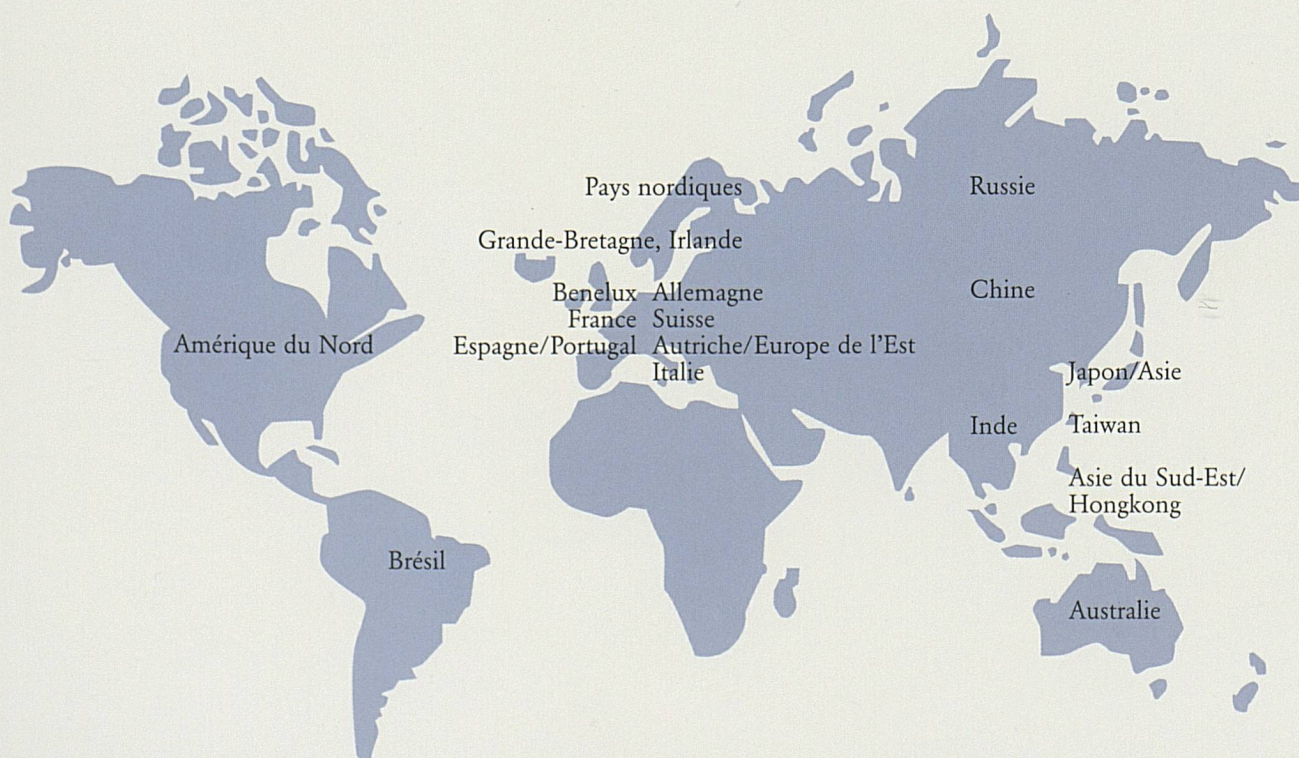 Pays nordiques
Russie
Grande-Bretagne, Irlande
Benelux Allemagne
Chine
France Suisse
Amérique du Nord
Espagne/Portugal Autriche/Europe de l'Est
Italie
Japon/Asie
Inde
Taiwan
Asie du Sud-Est/
Hongkong
Brésil
Australie